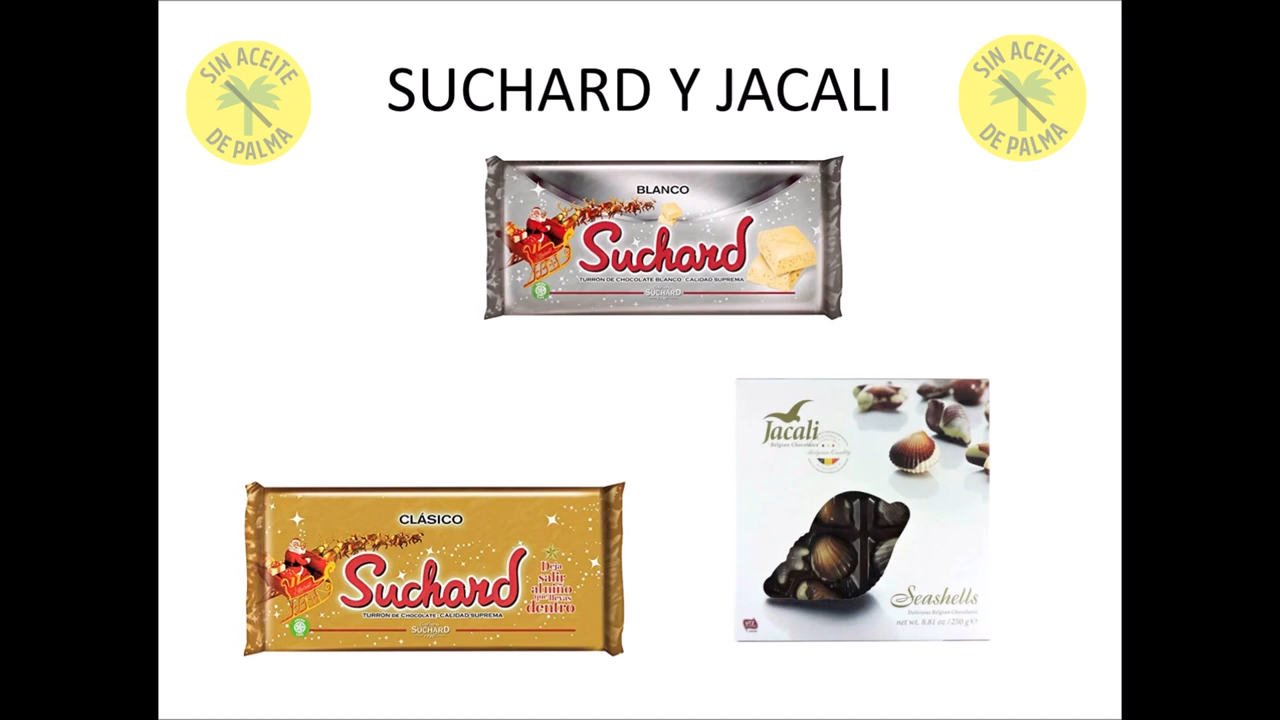 SIN ACEITE
DE PALMA
SUCHARD Y JACALI
SIN ACEITE
DE PALMA
BLANCO
Suchard
TURRÓN DE CHOCOLATE BLANCO · CALIDAD SUPREMA
SUCHARD
CLÁSICO
Suchard
TURRÓN DE CHOCOLATE · CALIDAD SUPREMA
SUCHARD
Deja
salir
al niño
que llevas
dentro
Jacali
Belgian Chocolates
Belgian Quality
Seashells
Delicious Belgian Chocolates
net wt. 8.81 oz / 250 g e